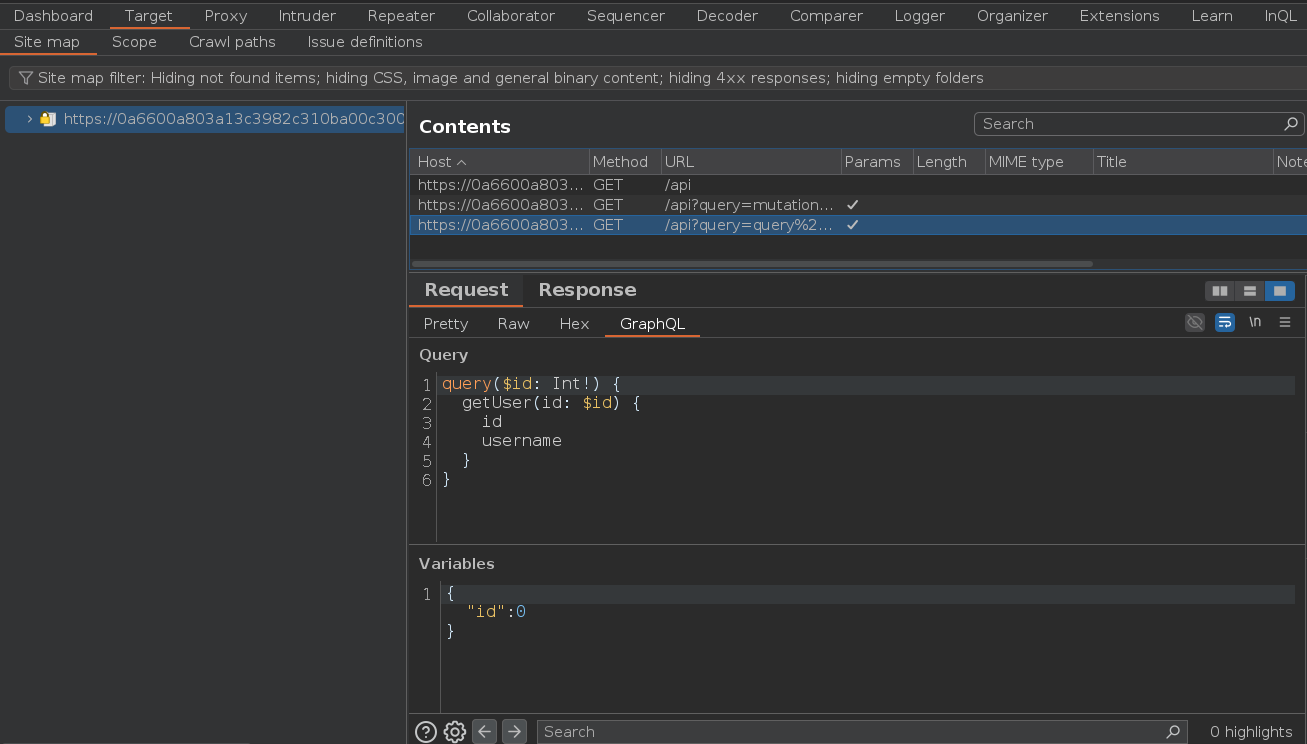 Dashboard Target Proxy Intruder Repeater Collaborator Sequencer Decoder Comparer Logger Organizer Extensions Learn InQL
Site map Scope Crawl paths Issue definitions
Site map filter: Hiding not found items; hiding CSS, image and general binary content; hiding 4xx responses; hiding empty folders
https://0a6600a803a13c3982c310ba00c300
Contents
Search
Host Method URL Params Length MIME type Title Note
https://0a6600a803... GET /api
https://0a6600a803... GET /api?query=mutation... ✓
https://0a6600a803... GET /api?query=query%2... ✓
Request Response
Pretty Raw Hex GraphQL \n
Query
1 query($id: Int!) {
2 getUser(id: $id) {
3 id
4 username
5 }
6 }
Variables
1 {
"id":0
}
? Search 0 highlights